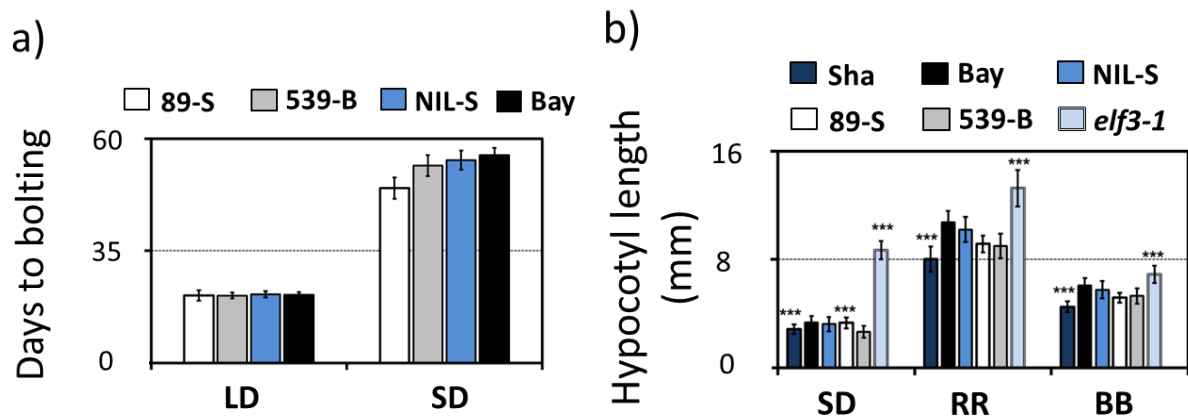 a)
89-S 539-B NIL-S Bay
Days to bolting
60
35
0
LD SD
b)
Sha Bay NIL-S
89-S 539-B elf3-1
Hypocotyl length
(mm)
16
8
0
*** *** *** *** *** *** ***
SD RR BB